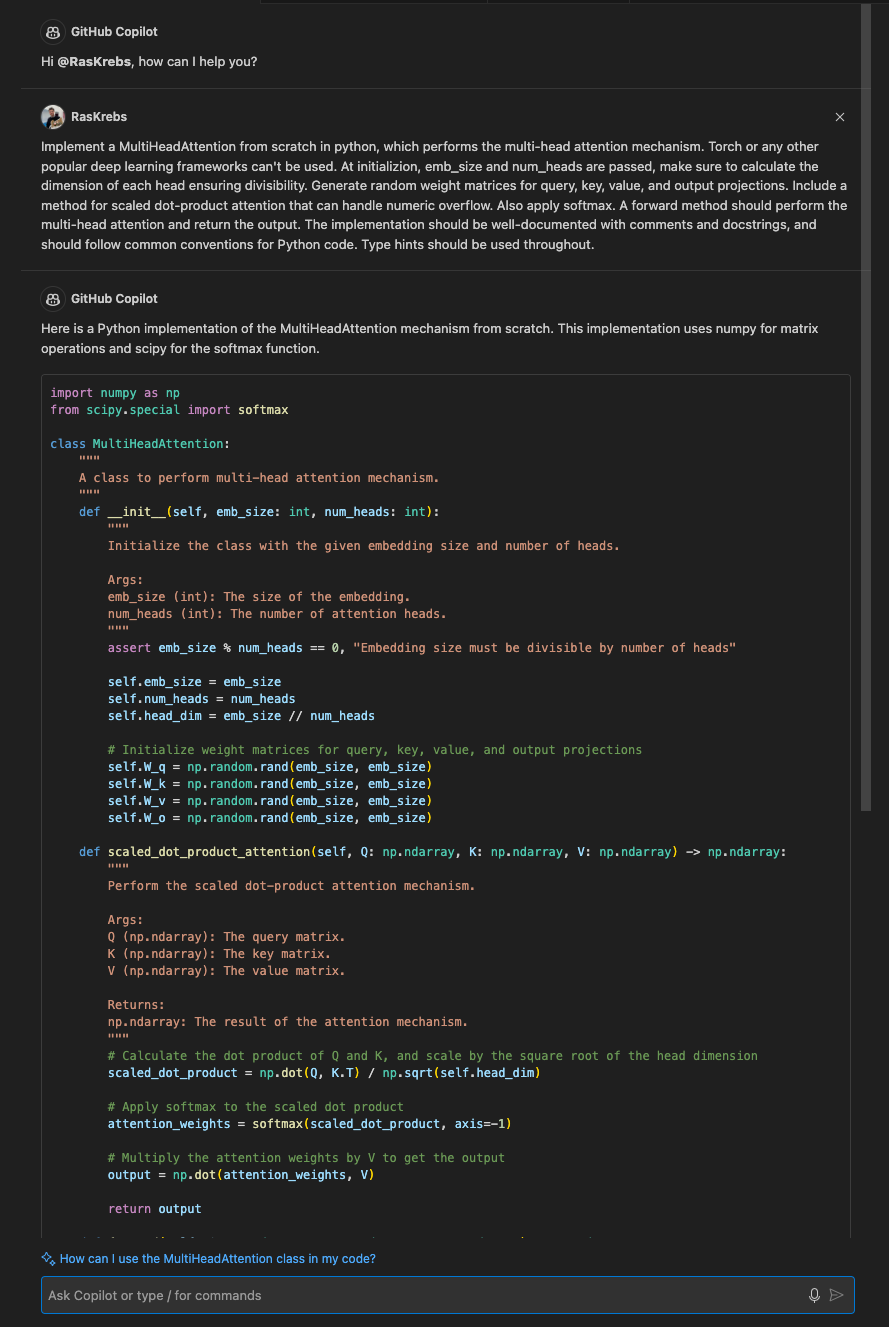 GitHub Copilot
Hi @RasKrebs, how can I help you?
RasKrebs
Implement a MultiHeadAttention from scratch in python, which performs the multi-head attention mechanism. Torch or any other
popular deep learning frameworks can't be used. At initializion, emb_size and num_heads are passed, make sure to calculate the
dimension of each head ensuring divisibility. Generate random weight matrices for query, key, value, and output projections. Include a
method for scaled dot-product attention that can handle numeric overflow. Also apply softmax. A forward method should perform the
multi-head attention and return the output. The implementation should be well-documented with comments and docstrings, and
should follow common conventions for Python code. Type hints should be used throughout.
GitHub Copilot
Here is a Python implementation of the MultiHeadAttention mechanism from scratch. This implementation uses numpy for matrix
operations and scipy for the softmax function.
import numpy as np
from scipy.special import softmax
class MultiHeadAttention:
"""
A class to perform multi-head attention mechanism.
"""
def __init__(self, emb_size: int, num_heads: int):
"""
Initialize the class with the given embedding size and number of heads.
Args:
emb_size (int): The size of the embedding.
num_heads (int): The number of attention heads.
"""
assert emb_size % num_heads == 0, "Embedding size must be divisible by number of heads"
self.emb_size = emb_size
self.num_heads = num_heads
self.head_dim = emb_size // num_heads
# Initialize weight matrices for query, key, value, and output projections
self.W_q = np.random.rand(emb_size, emb_size)
self.W_k = np.random.rand(emb_size, emb_size)
self.W_v = np.random.rand(emb_size, emb_size)
self.W_o = np.random.rand(emb_size, emb_size)
def scaled_dot_product_attention(self, Q: np.ndarray, K: np.ndarray, V: np.ndarray) -> np.ndarray:
"""
Perform the scaled dot-product attention mechanism.
Args:
Q (np.ndarray): The query matrix.
K (np.ndarray): The key matrix.
V (np.ndarray): The value matrix.
Returns:
np.ndarray: The result of the attention mechanism.
"""
# Calculate the dot product of Q and K, and scale by the square root of the head dimension
scaled_dot_product = np.dot(Q, K.T) / np.sqrt(self.head_dim)
# Apply softmax to the scaled dot product
attention_weights = softmax(scaled_dot_product, axis=-1)
# Multiply the attention weights by V to get the output
output = np.dot(attention_weights, V)
return output
How can I use the MultiHeadAttention class in my code?
Ask Copilot or type / for commands